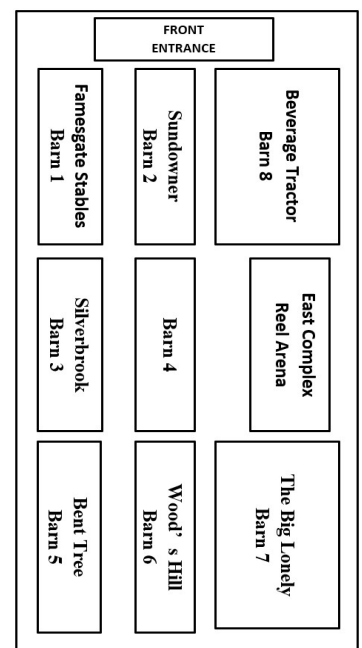 FRONT
ENTRANCE
Famesgate Stables
Barn 1
Sundowner
Barn 2
Beverage Tractor
Barn 8
Silverbrook
Barn 3
Barn 4
East Complex
Reel Arena
Bent Tree
Barn 5
Wood’s Hill
Barn 6
The Big Lonely
Barn 7